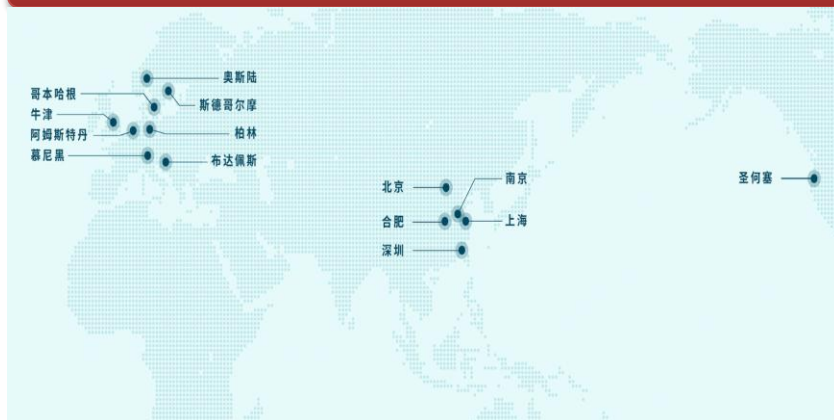 奥斯陆
哥本哈根
斯德哥尔摩
牛津
阿姆斯特丹
柏林
慕尼黑
布达佩斯
北京
南京
圣何塞
合肥
上海
深圳